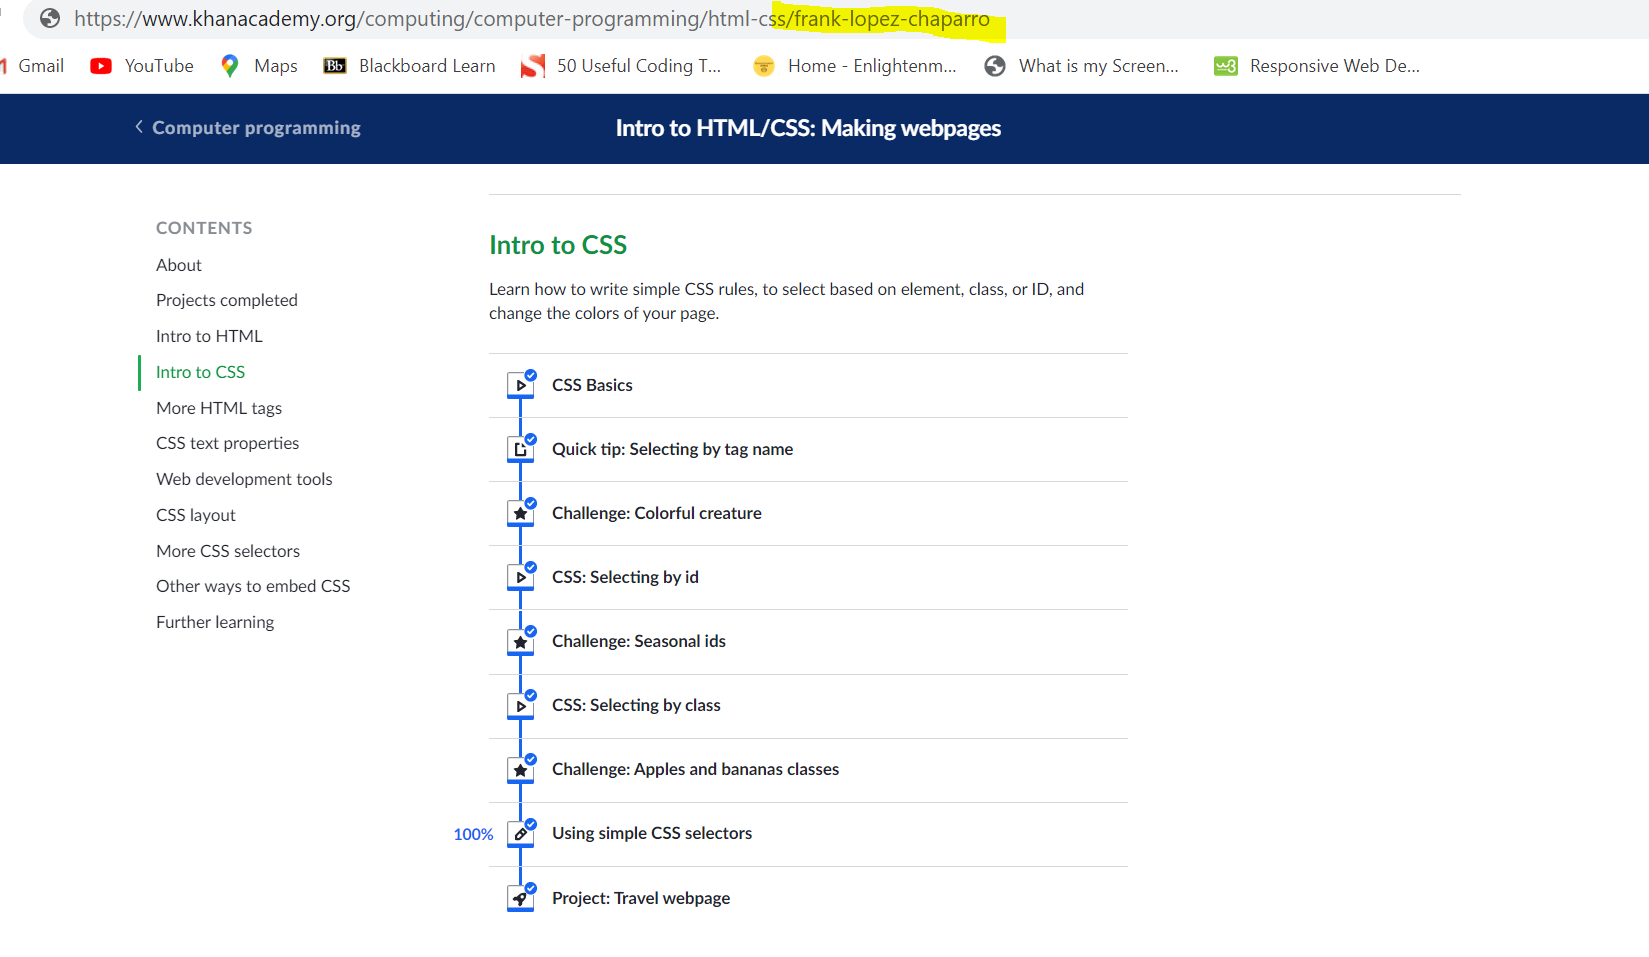 https://www.khanacademy.org/computing/computer-programming/html-css/frank-lopez-chaparro
Gmail YouTube Maps Bb Blackboard Learn 50 Useful Coding T... Home - Enlightenm... What is my Screen... w3 Responsive Web De...
Computer programming
Intro to HTML/CSS: Making webpages
CONTENTS
About
Projects completed
Intro to HTML
Intro to CSS
More HTML tags
CSS text properties
Web development tools
CSS layout
More CSS selectors
Other ways to embed CSS
Further learning
Intro to CSS
Learn how to write simple CSS rules, to select based on element, class, or ID, and
change the colors of your page.
CSS Basics
Quick tip: Selecting by tag name
Challenge: Colorful creature
CSS: Selecting by id
Challenge: Seasonal ids
CSS: Selecting by class
Challenge: Apples and bananas classes
100% Using simple CSS selectors
Project: Travel webpage